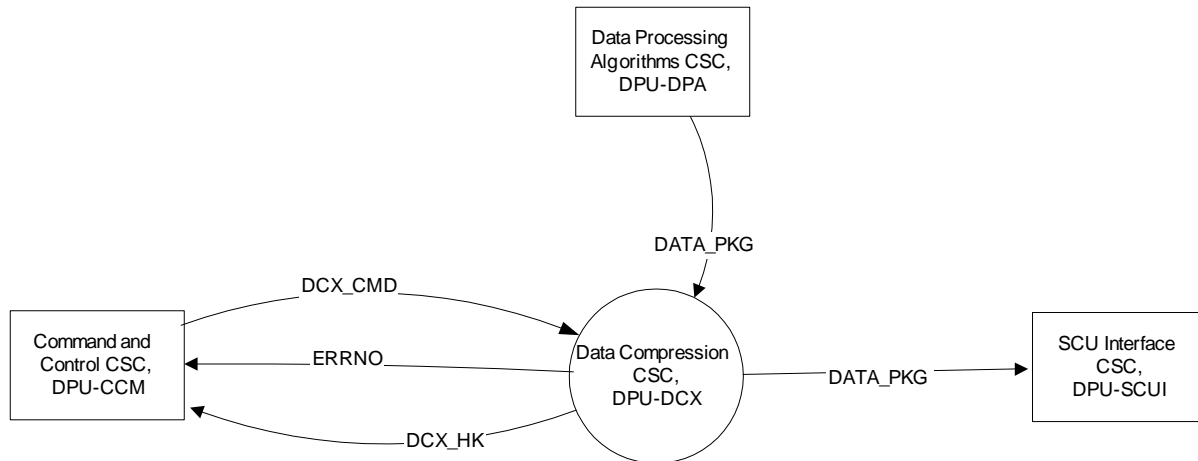 Data Processing
Algorithms CSC,
DPU-DPA
DATA_PKG
DCX_CMD
Command and
Control CSC,
DPU-CCM
ERRNO
Data Compression
CSC,
DPU-DCX
DATA_PKG
SCU Interface
CSC,
DPU-SCUI
DCX_HK